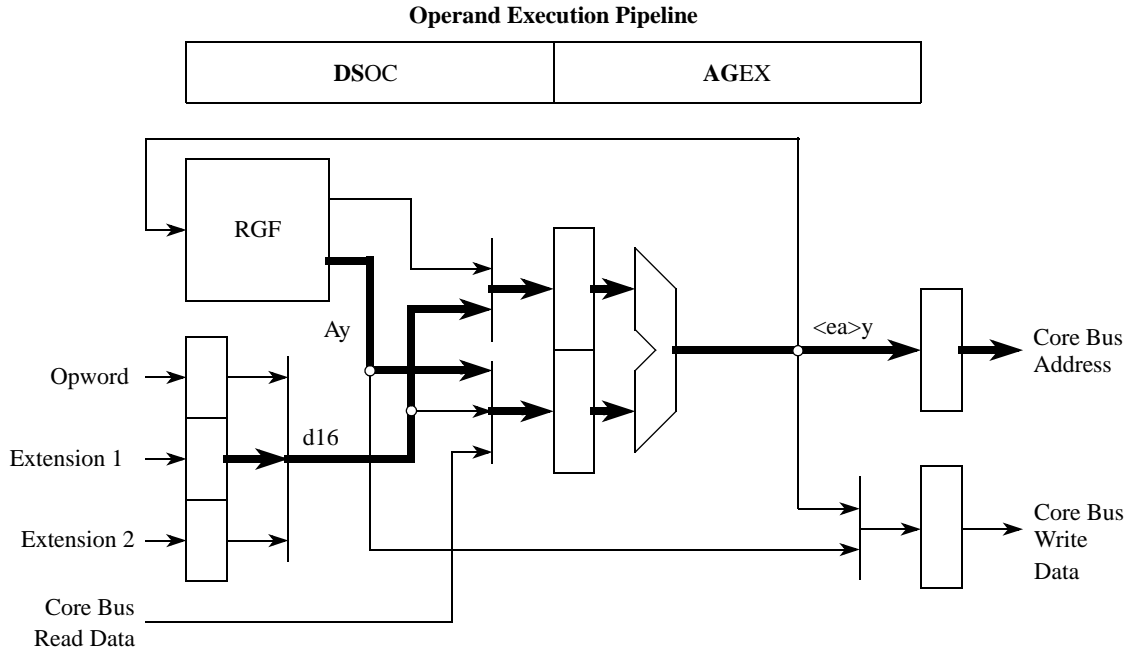 Operand Execution Pipeline
DSOC
AGEX
RGF
Ay
<ea>y
Core Bus
Address
Opword
d16
Extension 1
Extension 2
Core Bus
Write
Data
Core Bus
Read Data